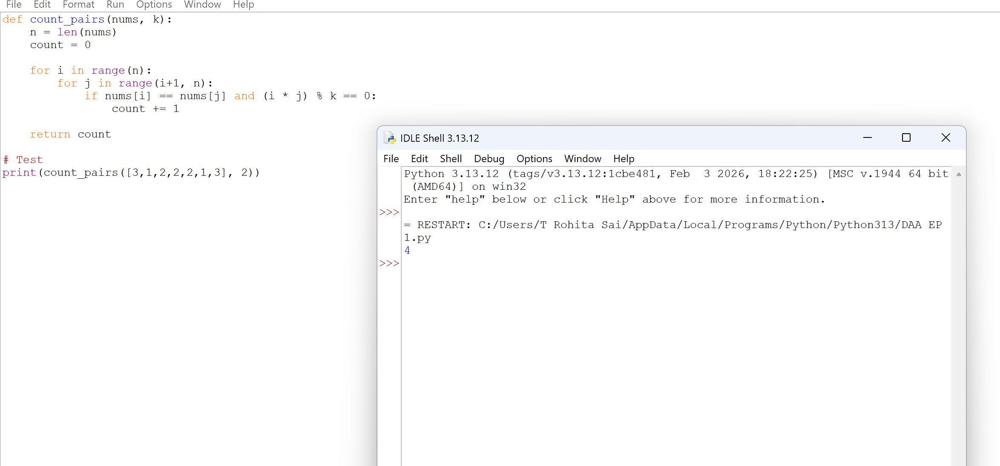 File Edit Format Run Options Window Help
def count_pairs(nums, k):
    n = len(nums)
    count = 0
    for i in range(n):
        for j in range(i+1, n):
            if nums[i] == nums[j] and (i * j) % k == 0:
                count += 1
    return count
# Test
print(count_pairs([3,1,2,2,2,1,3], 2))
IDLE Shell 3.13.12
File Edit Shell Debug Options Window Help
Python 3.13.12 (tags/v3.13.12:1cbe481, Feb  3 2026, 18:22:25) [MSC v.1944 64 bit
 (AMD64)] on win32
Enter "help" below or click "Help" above for more information.
>>>
= RESTART: C:/Users/T Rohita Sai/AppData/Local/Programs/Python/Python313/DAA EP
1.py
4
>>>